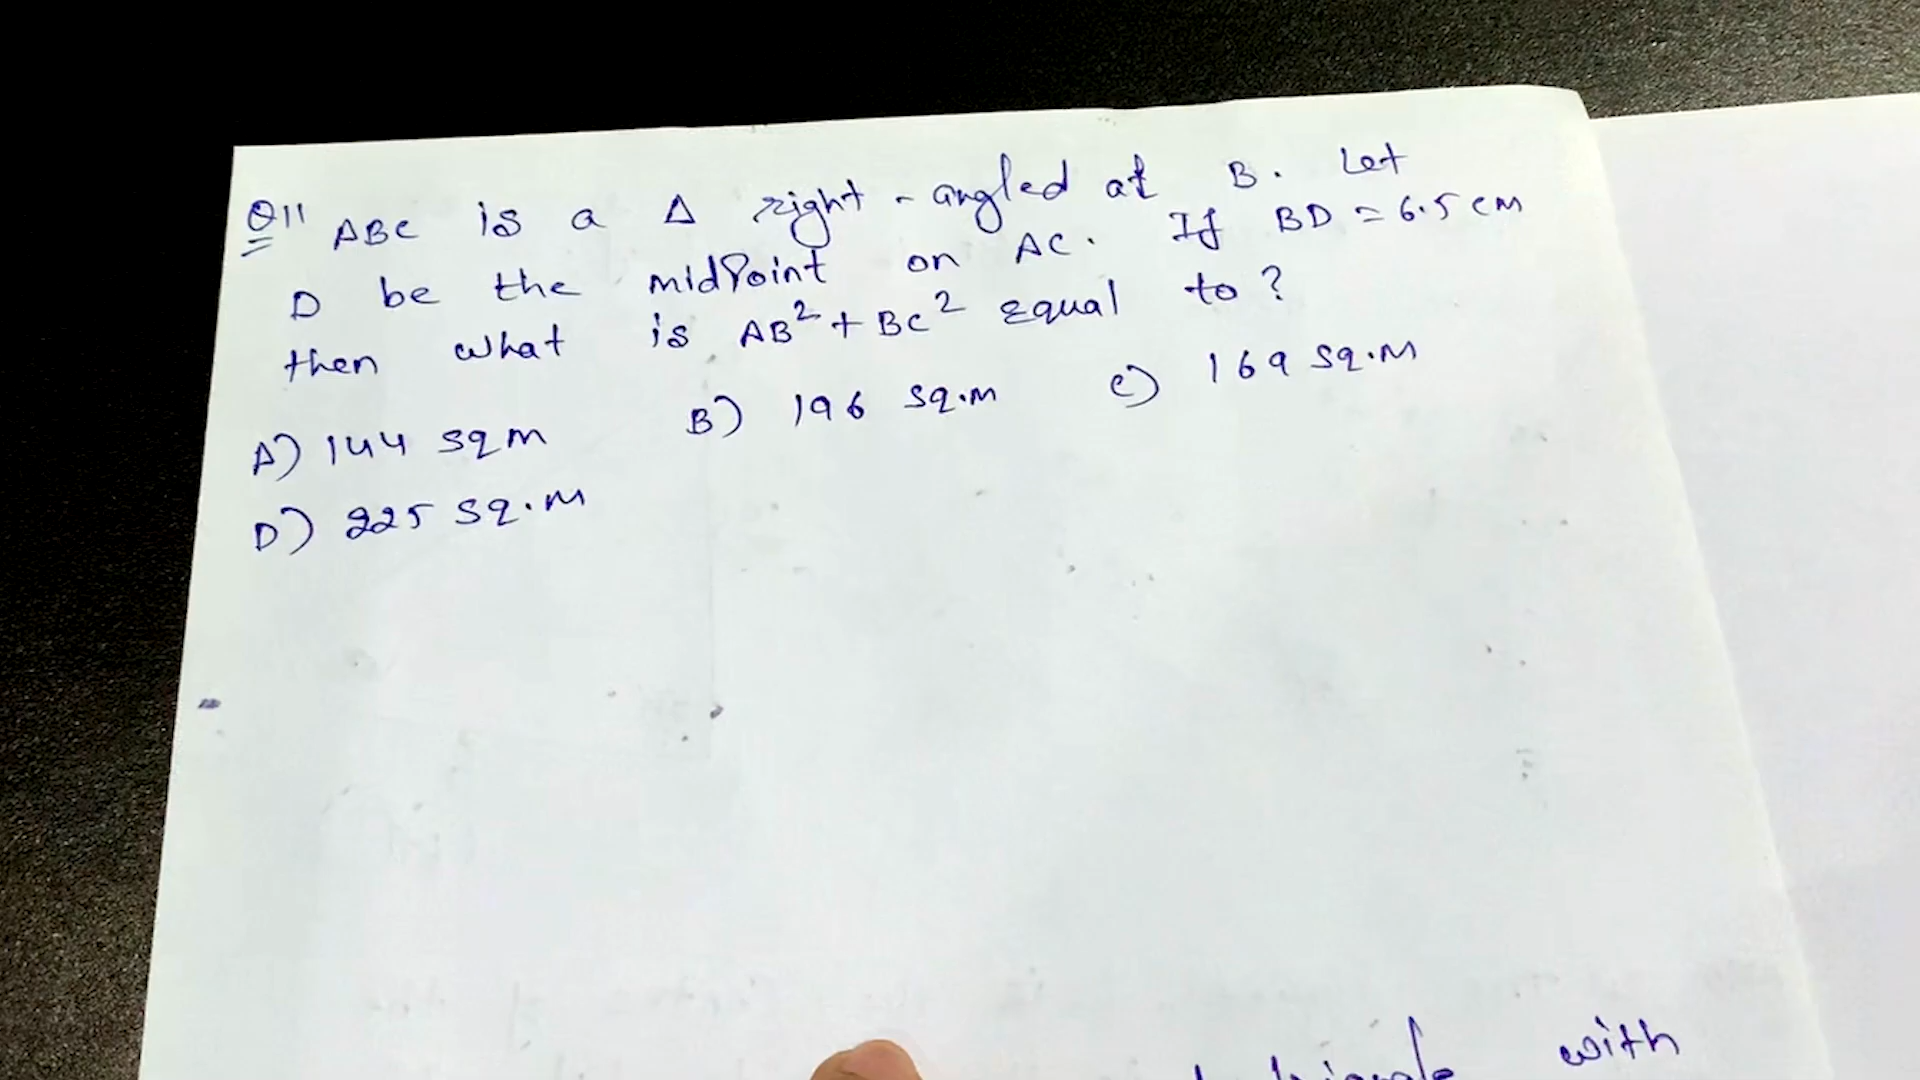 Q11 ABC is a Δ right-angled at B. Let
D be the midPoint on AC. If BD = 6.5 cm
then what is AB² + BC² equal to?
A) 144 sqm B) 196 sq.m C) 169 sq.m
D) 225 sq.m
with